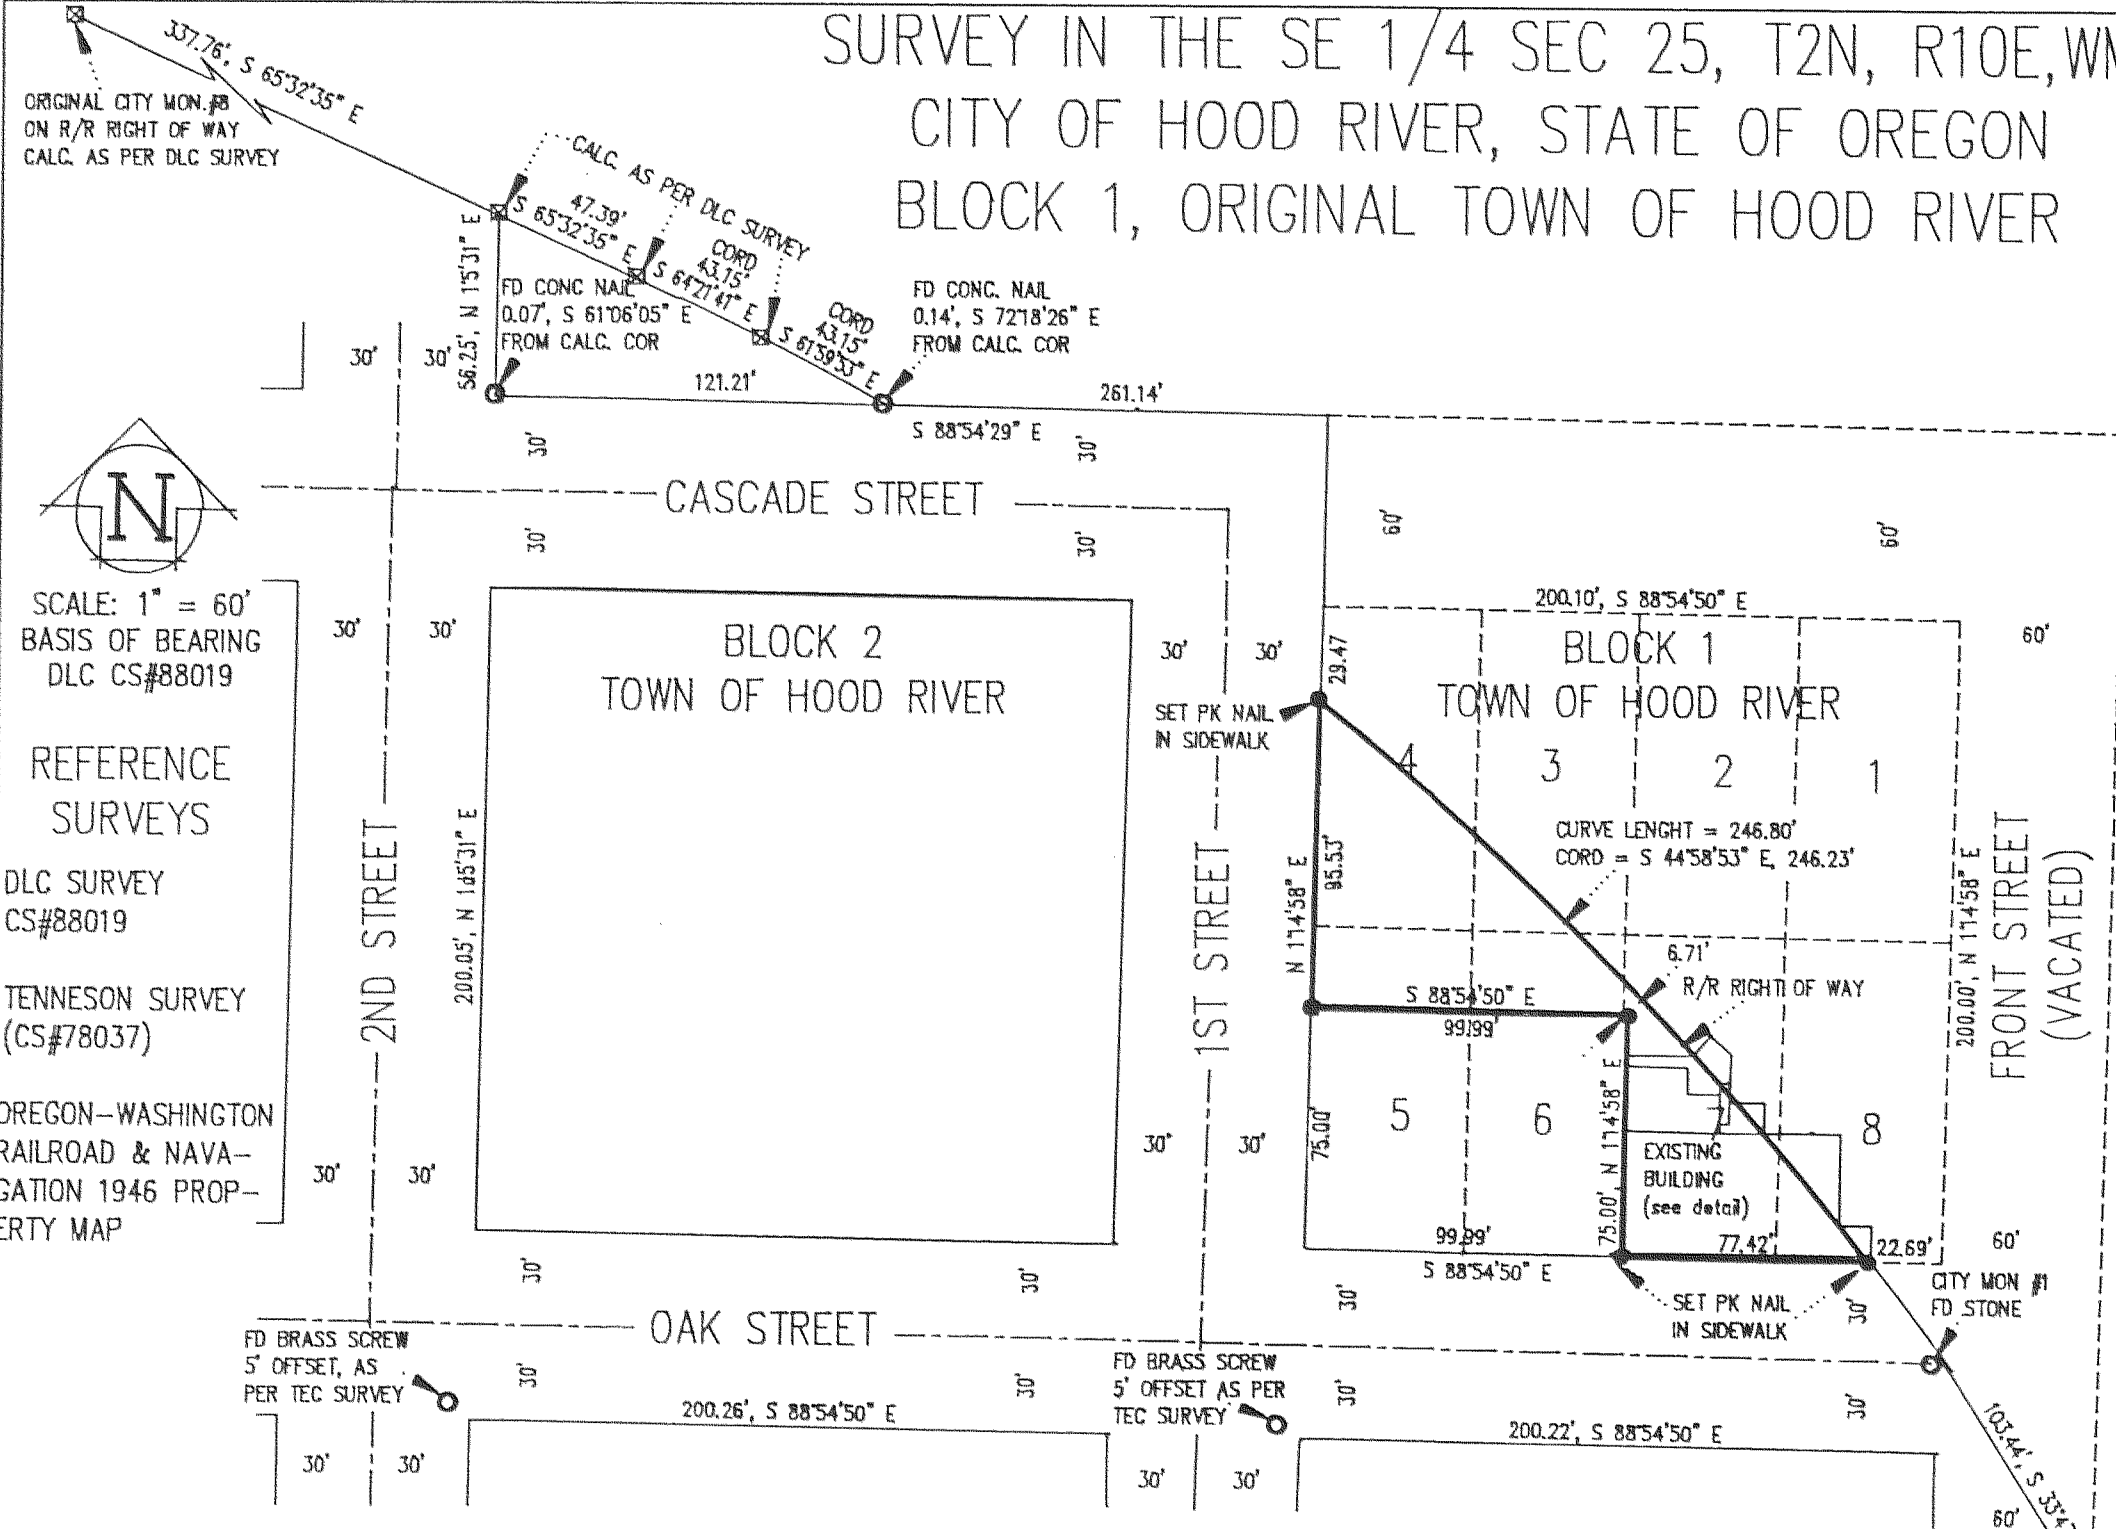 SURVEY IN THE SE 1/4 SEC 25, T2N, R10E, WM
CITY OF HOOD RIVER, STATE OF OREGON
BLOCK 1, ORIGINAL TOWN OF HOOD RIVER
337.76', S 65°32'35" E
ORIGINAL CITY MON.#8
ON R/R RIGHT OF WAY
CALC. AS PER DLC SURVEY
CALC. AS PER DLC SURVEY
47.39'
S 65°32'35" E
CORD
43.15'
S 64°21'41" E
CORD
43.15'
S 61°59'53" E
56.25', N 1°15'31" E
FD CONC NAIL
0.07', S 61°06'05" E
FROM CALC. COR
FD CONC. NAIL
0.14', S 72°18'26" E
FROM CALC. COR
30'
30'
121.21'
261.14'
S 88°54'29" E
30'
30'
N
CASCADE STREET
30'
30'
60'
60'
SCALE: 1" = 60'
BASIS OF BEARING
DLC CS#88019
REFERENCE
SURVEYS
DLC SURVEY
CS#88019
TENNESON SURVEY
(CS#78037)
OREGON-WASHINGTON
RAILROAD & NAVA-
GATION 1946 PROP-
ERTY MAP
30'
30'
BLOCK 2
TOWN OF HOOD RIVER
30'
30'
200.10', S 88°54'50" E
BLOCK 1
TOWN OF HOOD RIVER
60'
29.47
SET PK NAIL
IN SIDEWALK
4
3
2
1
CURVE LENGHT = 246.80'
CORD = S 44°58'53" E, 246.23'
2ND STREET
200.05', N 1°15'31" E
1ST STREET
N 1°14'58" E
95.53'
200.00', N 1°14'58" E
FRONT STREET
(VACATED)
6.71'
R/R RIGHT OF WAY
S 88°54'50" E
99.99'
5
6
8
75.00'
75.00', N 1°14'58" E
EXISTING
BUILDING
(see detail)
30'
30'
30'
30'
99.99'
S 88°54'50" E
77.42'
22.69'
60'
CITY MON #1
FD STONE
SET PK NAIL
IN SIDEWALK
30'
30'
30'
30'
OAK STREET
FD BRASS SCREW
5' OFFSET, AS
PER TEC SURVEY
FD BRASS SCREW
5' OFFSET AS PER
TEC SURVEY
30'
30'
30'
30'
200.26', S 88°54'50" E
200.22', S 88°54'50" E
103.44', S 33°
30'
30'
30'
30'
60'